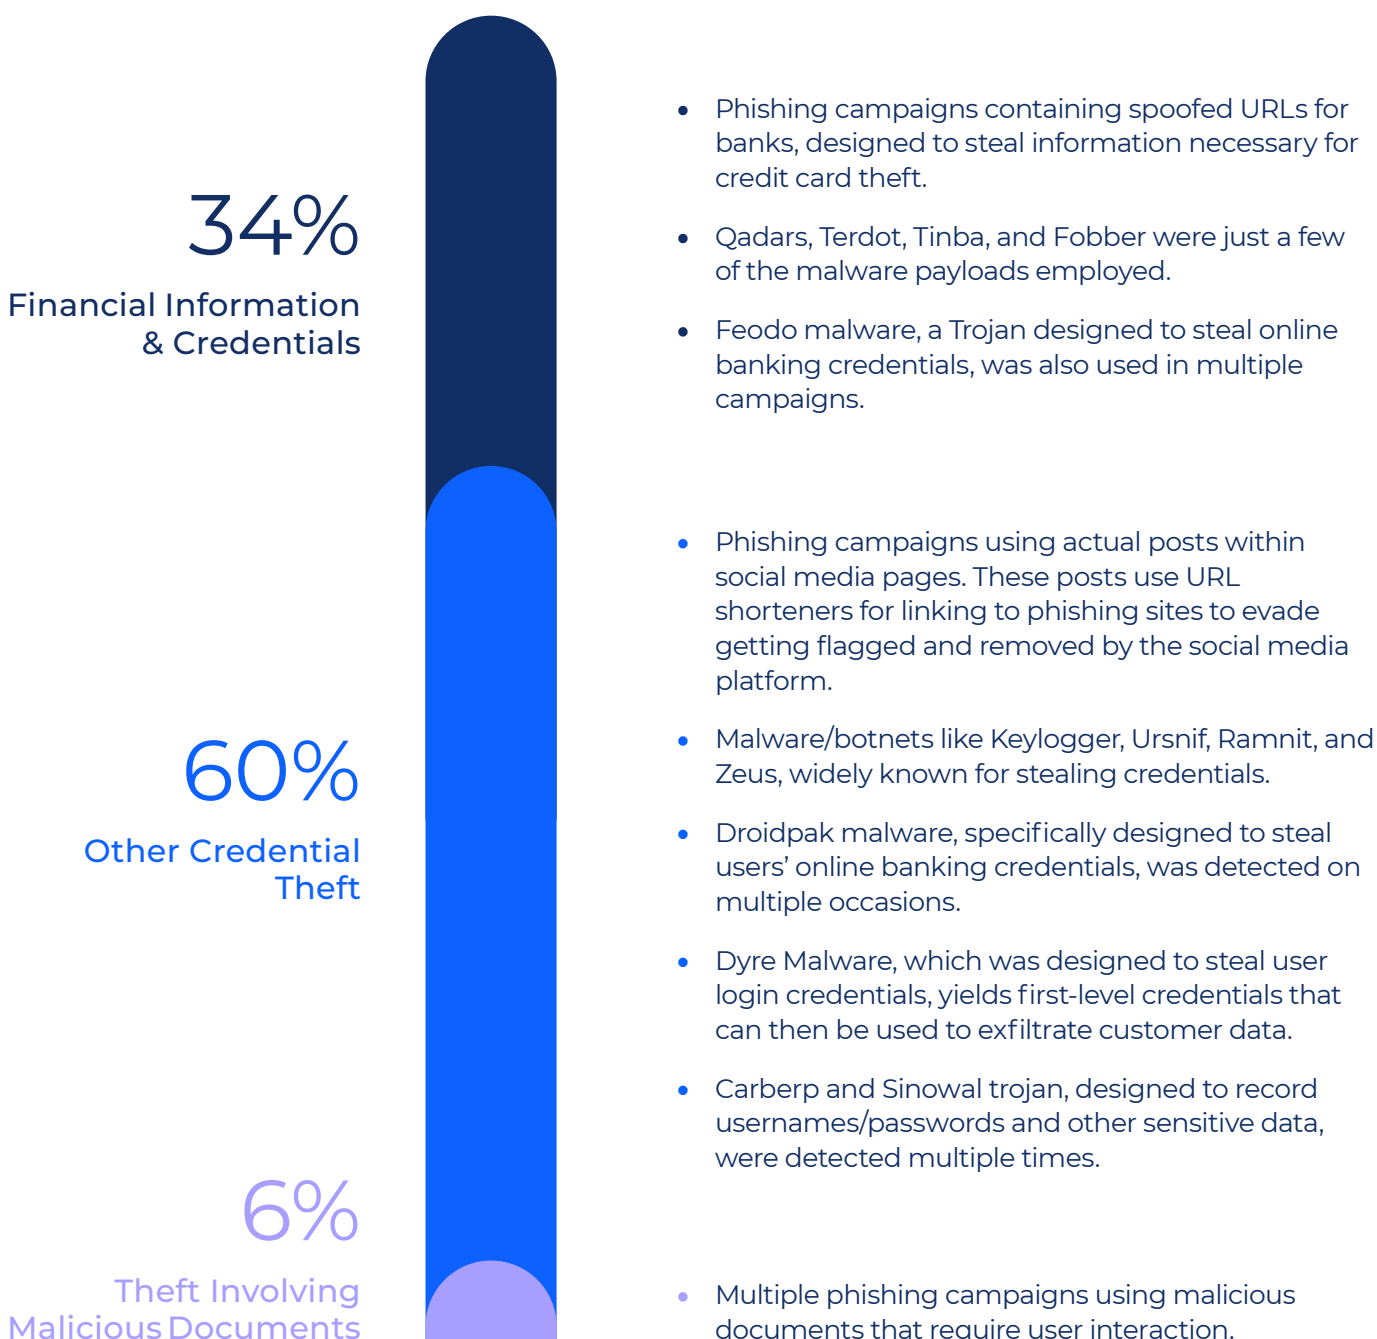 34%
Financial Information
& Credentials
• Phishing campaigns containing spoofed URLs for
banks, designed to steal information necessary for
credit card theft.
• Qadars, Terdot, Tinba, and Fobber were just a few
of the malware payloads employed.
• Feodo malware, a Trojan designed to steal online
banking credentials, was also used in multiple
campaigns.
60%
Other Credential
Theft
• Phishing campaigns using actual posts within
social media pages. These posts use URL
shorteners for linking to phishing sites to evade
getting flagged and removed by the social media
platform.
• Malware/botnets like Keylogger, Ursnif, Ramnit, and
Zeus, widely known for stealing credentials.
• Droidpak malware, specifically designed to steal
users’ online banking credentials, was detected on
multiple occasions.
• Dyre Malware, which was designed to steal user
login credentials, yields first-level credentials that
can then be used to exfiltrate customer data.
• Carberp and Sinowal trojan, designed to record
usernames/passwords and other sensitive data,
were detected multiple times.
6%
Theft Involving
Malicious Documents
• Multiple phishing campaigns using malicious
documents that require user interaction.